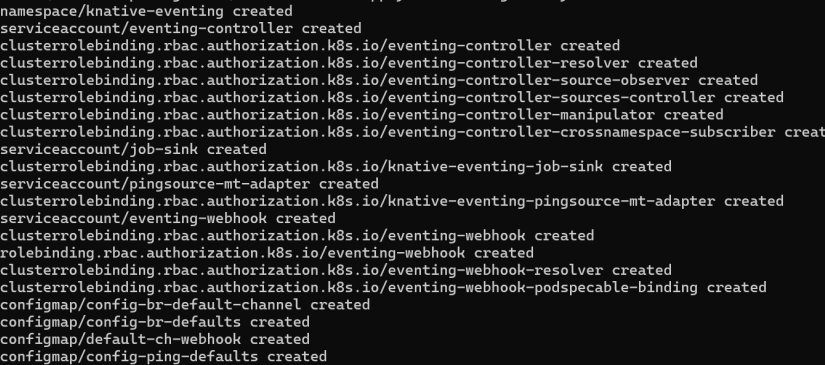 namespace/knative-eventing created
serviceaccount/eventing-controller created
clusterrolebinding.rbac.authorization.k8s.io/eventing-controller created
clusterrolebinding.rbac.authorization.k8s.io/eventing-controller-resolver created
clusterrolebinding.rbac.authorization.k8s.io/eventing-controller-source-observer created
clusterrolebinding.rbac.authorization.k8s.io/eventing-controller-sources-controller created
clusterrolebinding.rbac.authorization.k8s.io/eventing-controller-manipulator created
clusterrolebinding.rbac.authorization.k8s.io/eventing-controller-crossnamespace-subscriber creat
serviceaccount/job-sink created
clusterrolebinding.rbac.authorization.k8s.io/knative-eventing-job-sink created
serviceaccount/pingsource-mt-adapter created
clusterrolebinding.rbac.authorization.k8s.io/knative-eventing-pingsource-mt-adapter created
serviceaccount/eventing-webhook created
clusterrolebinding.rbac.authorization.k8s.io/eventing-webhook created
rolebinding.rbac.authorization.k8s.io/eventing-webhook created
clusterrolebinding.rbac.authorization.k8s.io/eventing-webhook-resolver created
clusterrolebinding.rbac.authorization.k8s.io/eventing-webhook-podspecable-binding created
configmap/config-br-default-channel created
configmap/config-br-defaults created
configmap/default-ch-webhook created
configmap/config-ping-defaults created